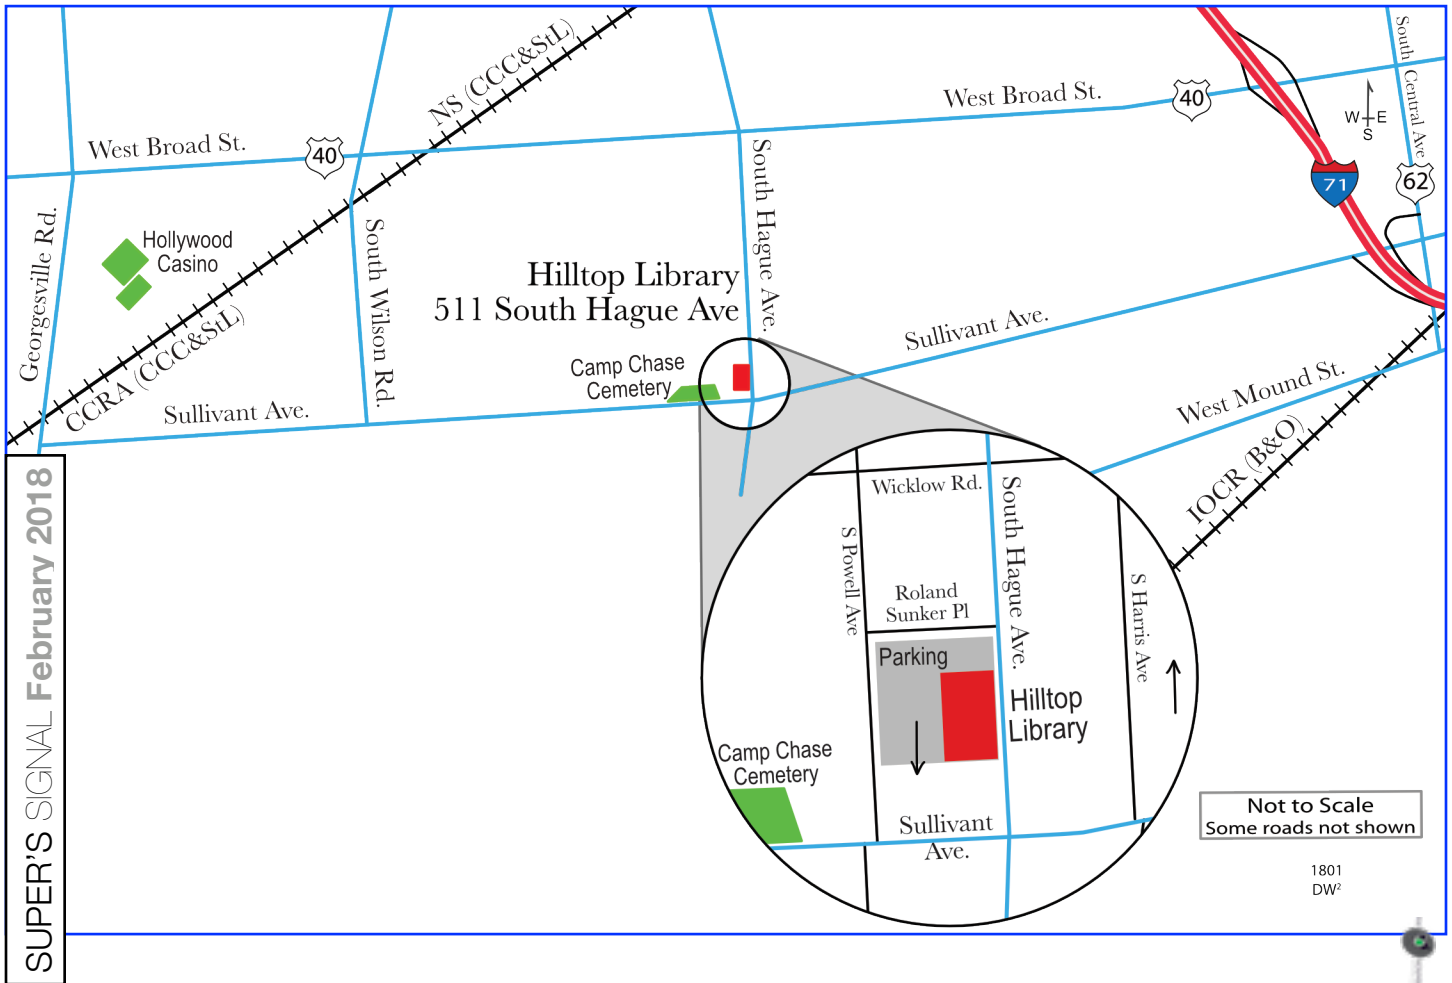 NS (CCC&StL)
South Central Ave
West Broad St.
40
West Broad St.
40
W E
S
71
62
Georgesville Rd.
Hollywood
Casino
South Wilson Rd.
South Hague Ave.
Hilltop Library
511 South Hague Ave
CCRA (CCC&StL)
Sullivant Ave.
Camp Chase
Cemetery
Sullivant Ave.
West Mound St.
IOCR (B&O)
Wicklow Rd.
S Powell Ave
South Hague Ave.
S Harris Ave
Roland
Sunker Pl
Parking
Hilltop
Library
Camp Chase
Cemetery
Sullivant
Ave.
Not to Scale
Some roads not shown
1801
DW²
SUPER'S SIGNAL February 2018